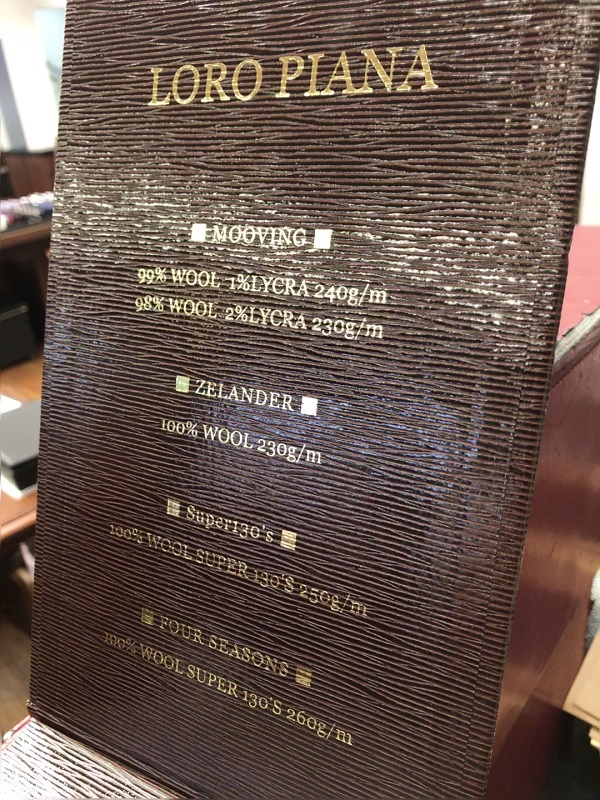 LORO PIANA
MOOVING
99% WOOL 1%LYCRA 240g/m
98% WOOL 2%LYCRA 230g/m
ZELANDER
100% WOOL 230g/m
Super130's
100% WOOL SUPER 130'S 250g/m
FOUR SEASONS
100% WOOL SUPER 130'S 260g/m